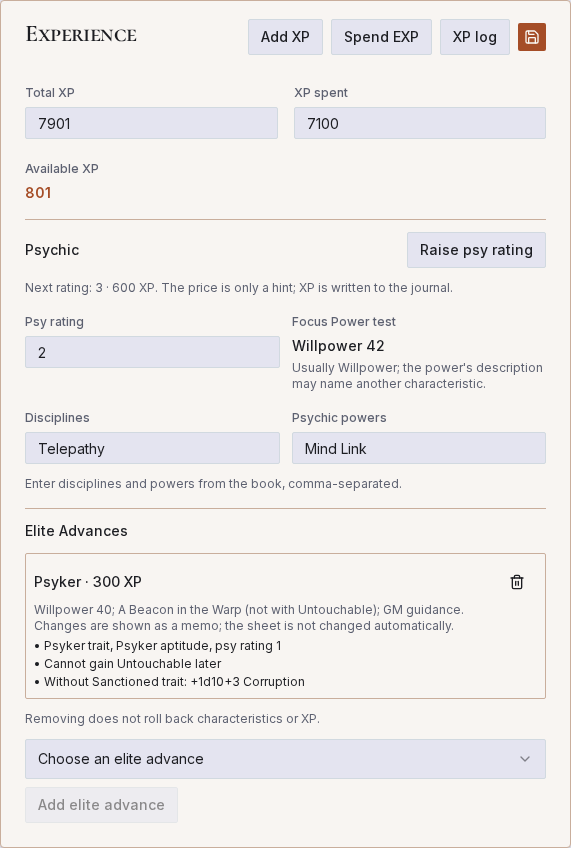 Experience
Add XP
Spend EXP
XP log
Total XP
XP spent
7901
7100
Available XP
801
Psychic
Raise psy rating
Next rating: 3 · 600 XP. The price is only a hint; XP is written to the journal.
Psy rating
Focus Power test
2
Willpower 42
Usually Willpower; the power's description
may name another characteristic.
Disciplines
Psychic powers
Telepathy
Mind Link
Enter disciplines and powers from the book, comma-separated.
Elite Advances
Psyker · 300 XP
Willpower 40; A Beacon in the Warp (not with Untouchable); GM guidance.
Changes are shown as a memo; the sheet is not changed automatically.
• Psyker trait, Psyker aptitude, psy rating 1
• Cannot gain Untouchable later
• Without Sanctioned trait: +1d10+3 Corruption
Removing does not roll back characteristics or XP.
Choose an elite advance
Add elite advance